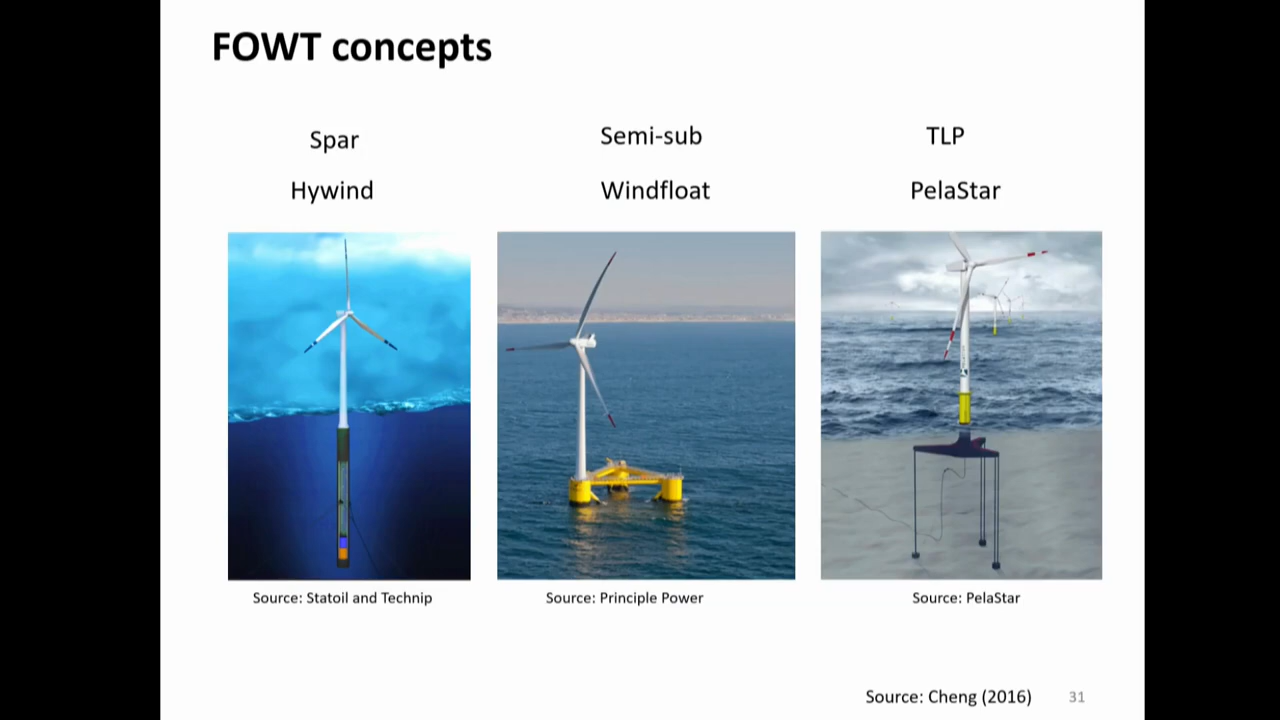 FOWT concepts
Spar
Semi-sub
TLP
Hywind
Windfloat
PelaStar
Source: Statoil and Technip
Source: Principle Power
Source: PelaStar
Source: Cheng (2016)
31